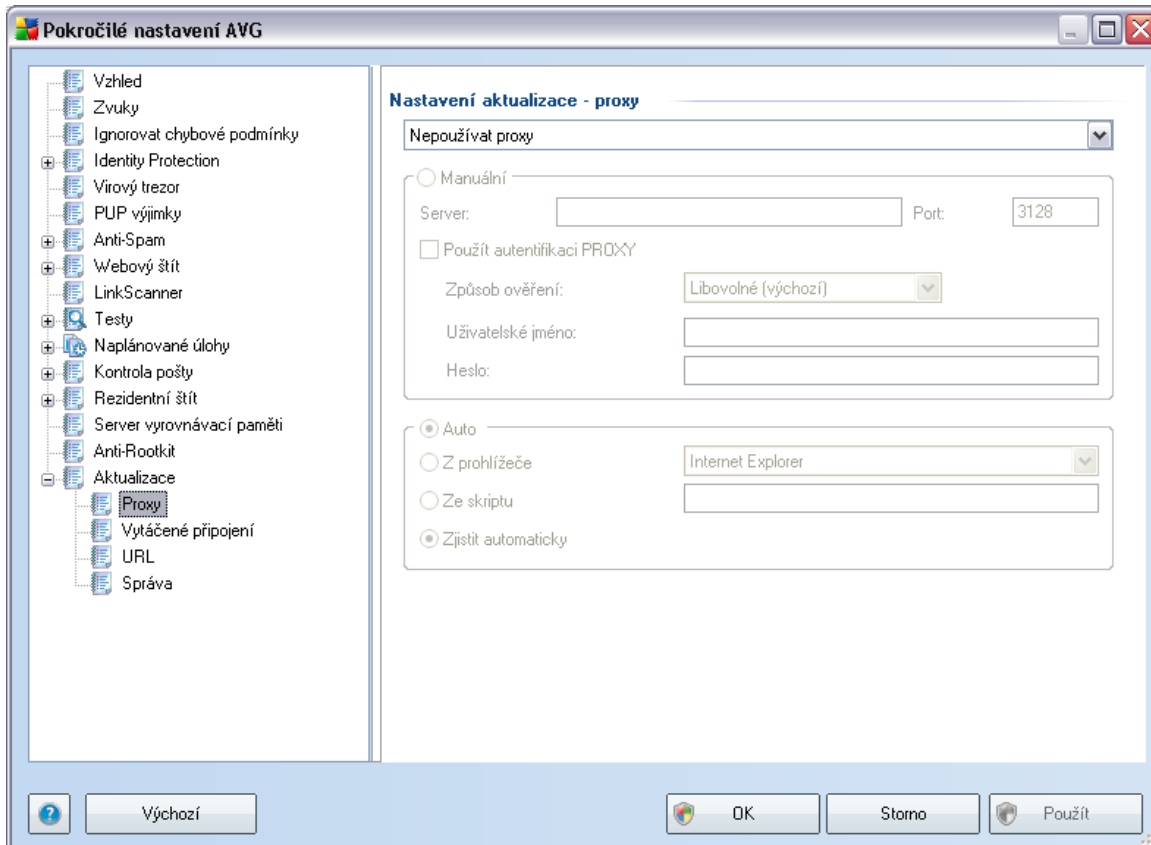 Pokročilé nastavení AVG
Vzhled
Zvuky
Ignorovat chybové podmínky
Identity Protection
Virový trezor
PUP výjimky
Anti-Spam
Webový štít
LinkScanner
Testy
Naplánované úlohy
Kontrola pošty
Rezidentní štít
Server vyrovnávací paměti
Anti-Rootkit
Aktualizace
Proxy
Vytáčené připojení
URL
Správa
Nastavení aktualizace - proxy
Nepoužívat proxy
Manuální
Server: Port: 3128
Použít autentifikaci PROXY
Způsob ověření: Libovolné (výchozí)
Uživatelské jméno:
Heslo:
Auto
Z prohlížeče Internet Explorer
Ze skriptu
Zjistit automaticky
? Výchozí OK Storno Použít